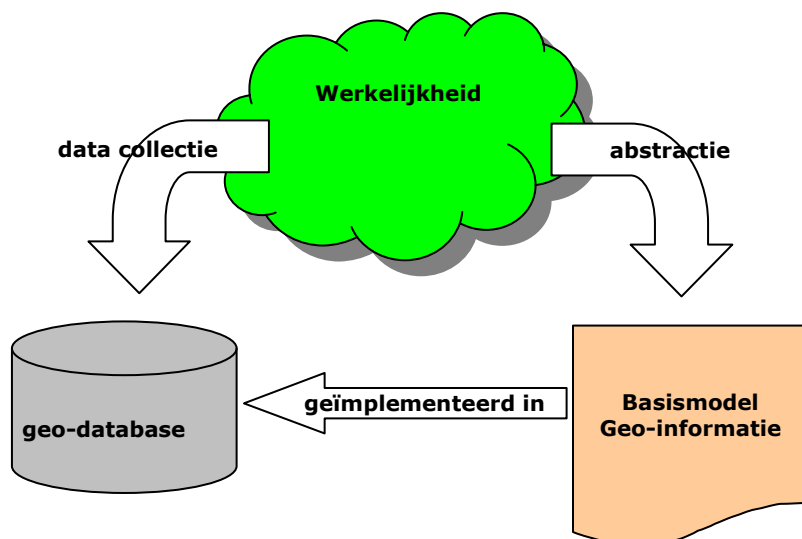 Werkelijkheid
data collectie
abstractie
geo-database
geïmplementeerd in
Basismodel
Geo-informatie